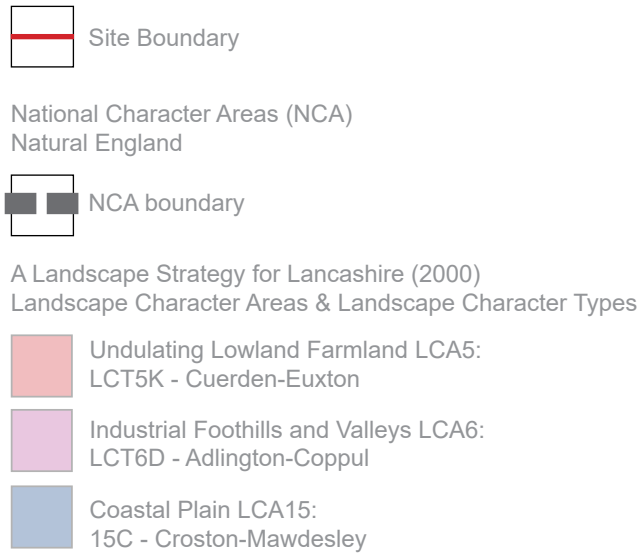 Site Boundary
National Character Areas (NCA)
Natural England
NCA boundary
A Landscape Strategy for Lancashire (2000)
Landscape Character Areas & Landscape Character Types
Undulating Lowland Farmland LCA5:
LCT5K - Cuerden-Euxton
Industrial Foothills and Valleys LCA6:
LCT6D - Adlington-Coppul
Coastal Plain LCA15:
15C - Croston-Mawdesley